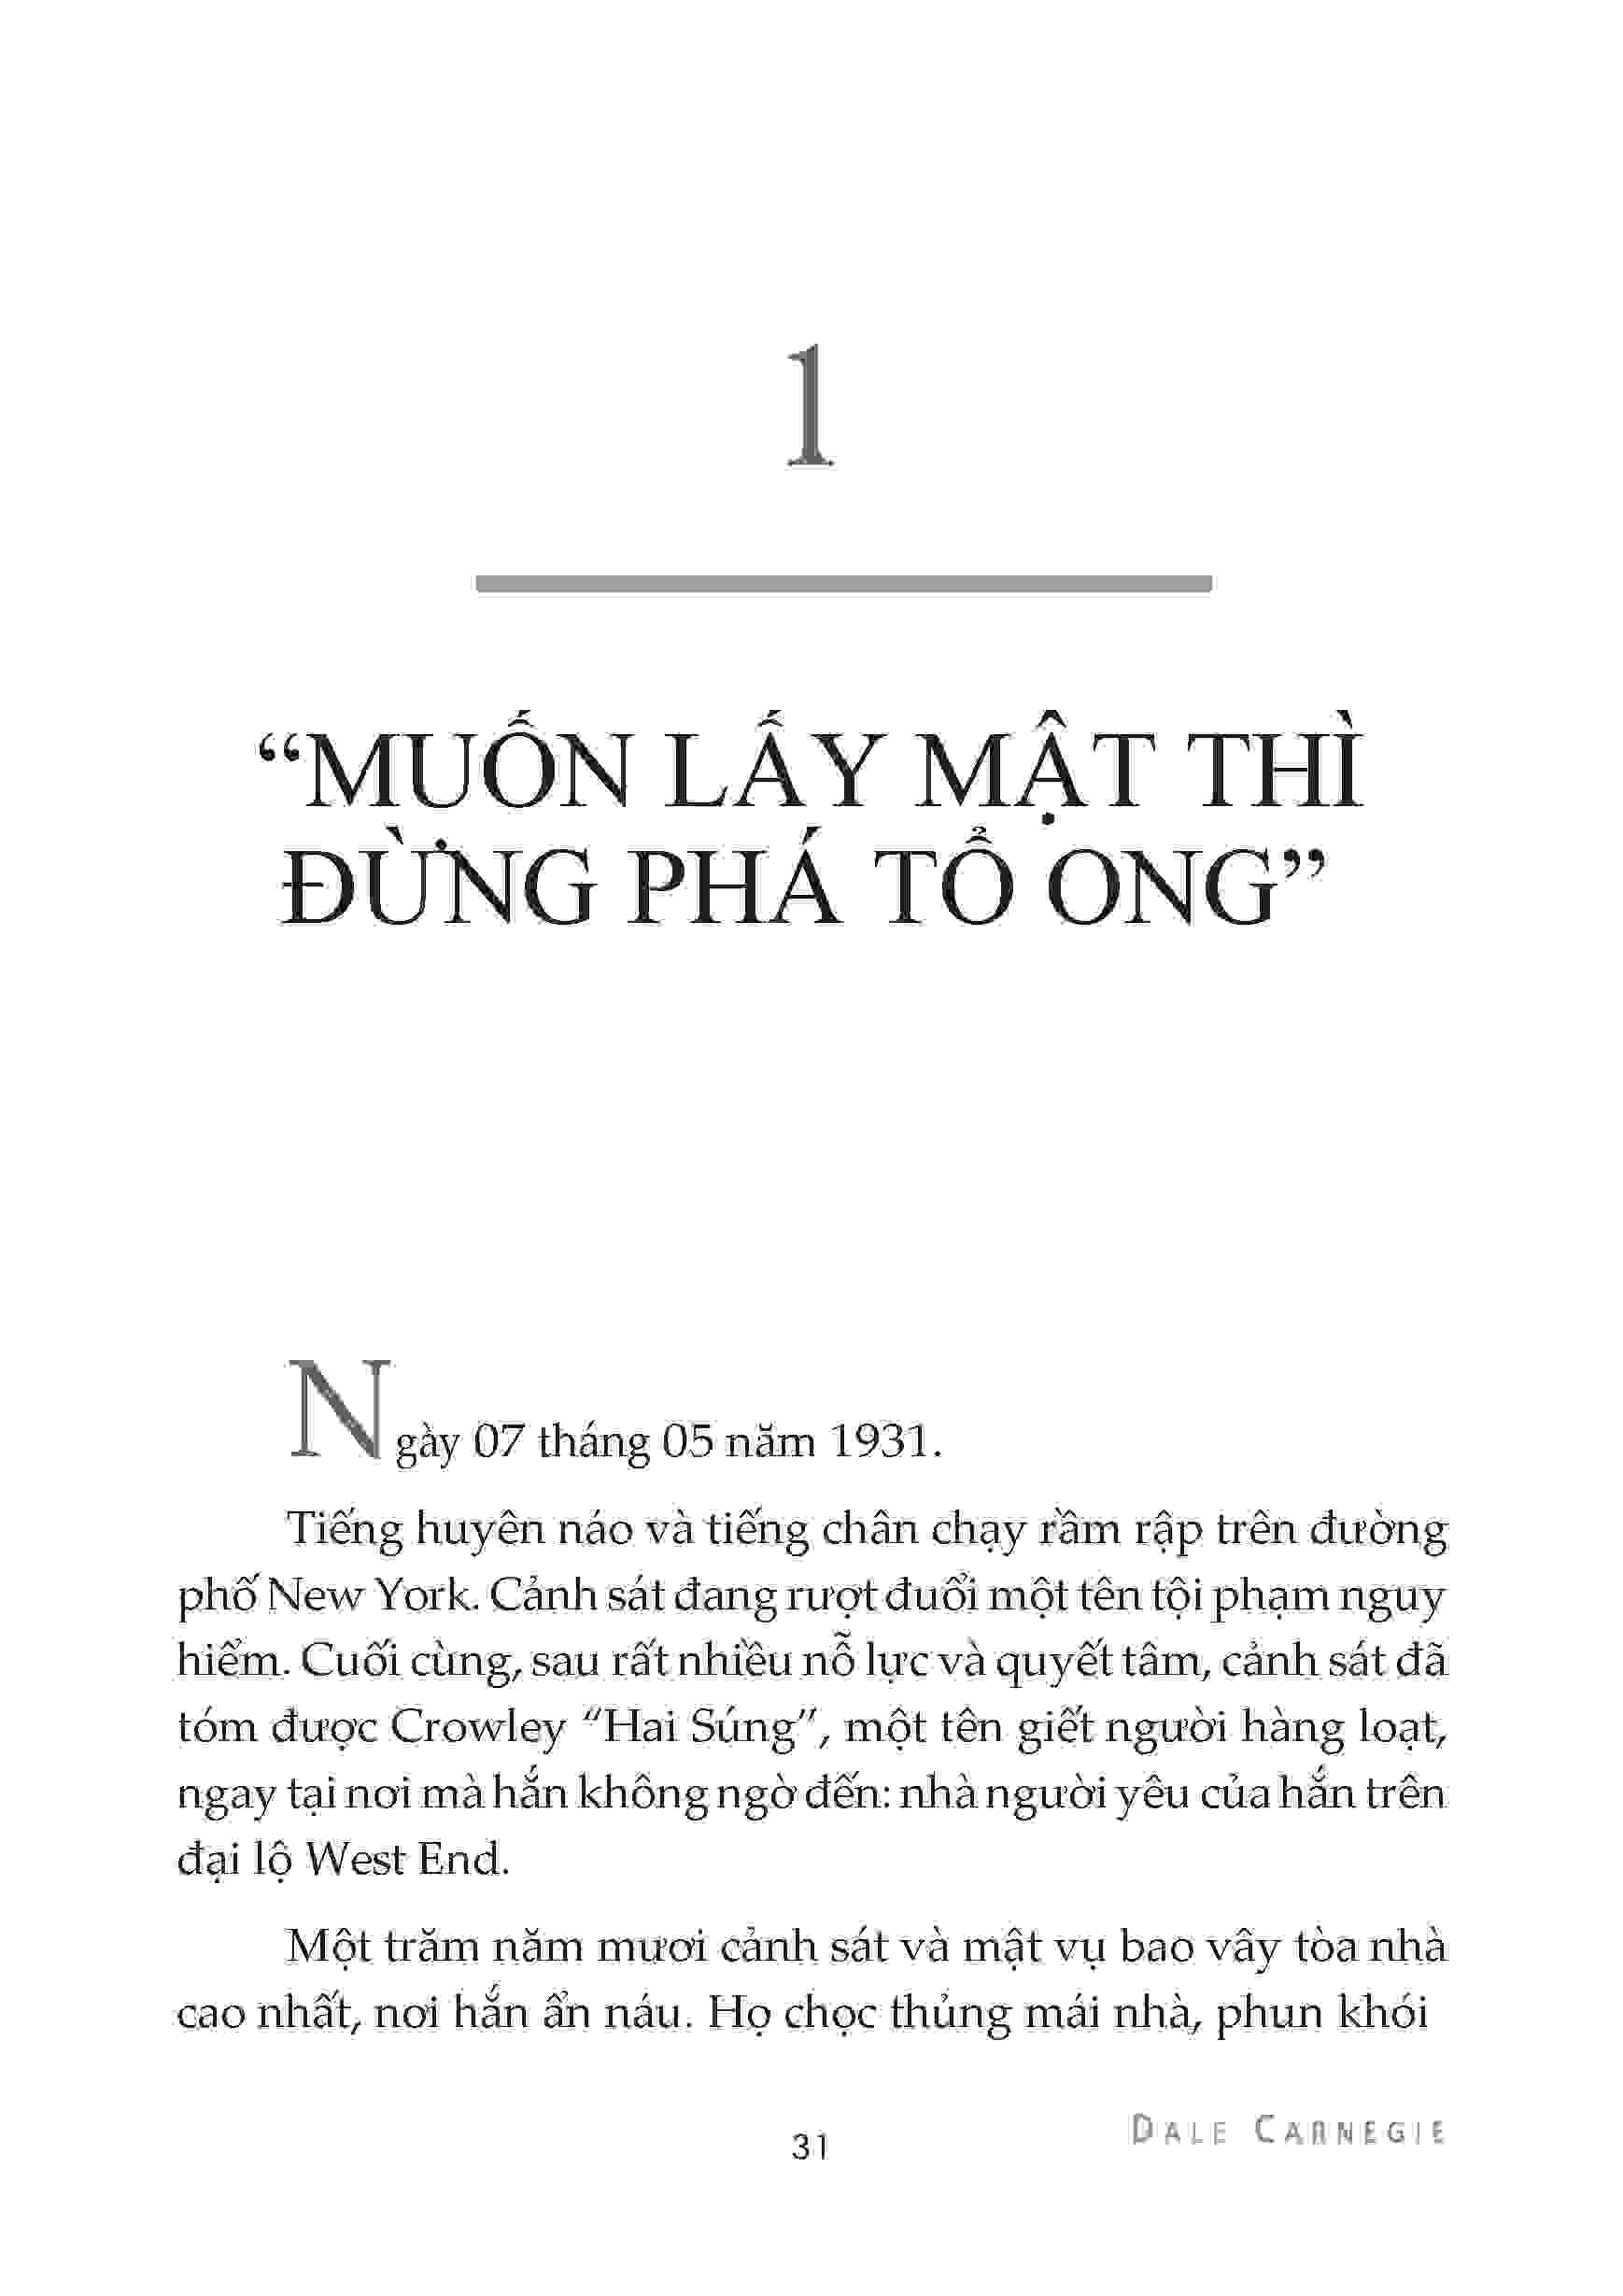 1
“MUỐN LẤY MẬT THÌ
ĐỪNG PHÁ TỔ ONG”
Ngày 07 tháng 05 năm 1931.
Tiếng huyên náo và tiếng chân chạy rầm rập trên đường
phố New York. Cảnh sát đang rượt đuổi một tên tội phạm nguy
hiểm. Cuối cùng, sau rất nhiều nỗ lực và quyết tâm, cảnh sát đã
tóm được Crowley “Hai Súng”, một tên giết người hàng loạt,
ngay tại nơi mà hắn không ngờ đến: nhà người yêu của hắn trên
đại lộ West End.
Một trăm năm mươi cảnh sát và mật vụ bao vây tòa nhà
cao nhất, nơi hắn ẩn náu. Họ chọc thủng mái nhà, phun khói
31
DALE CARNEGIE